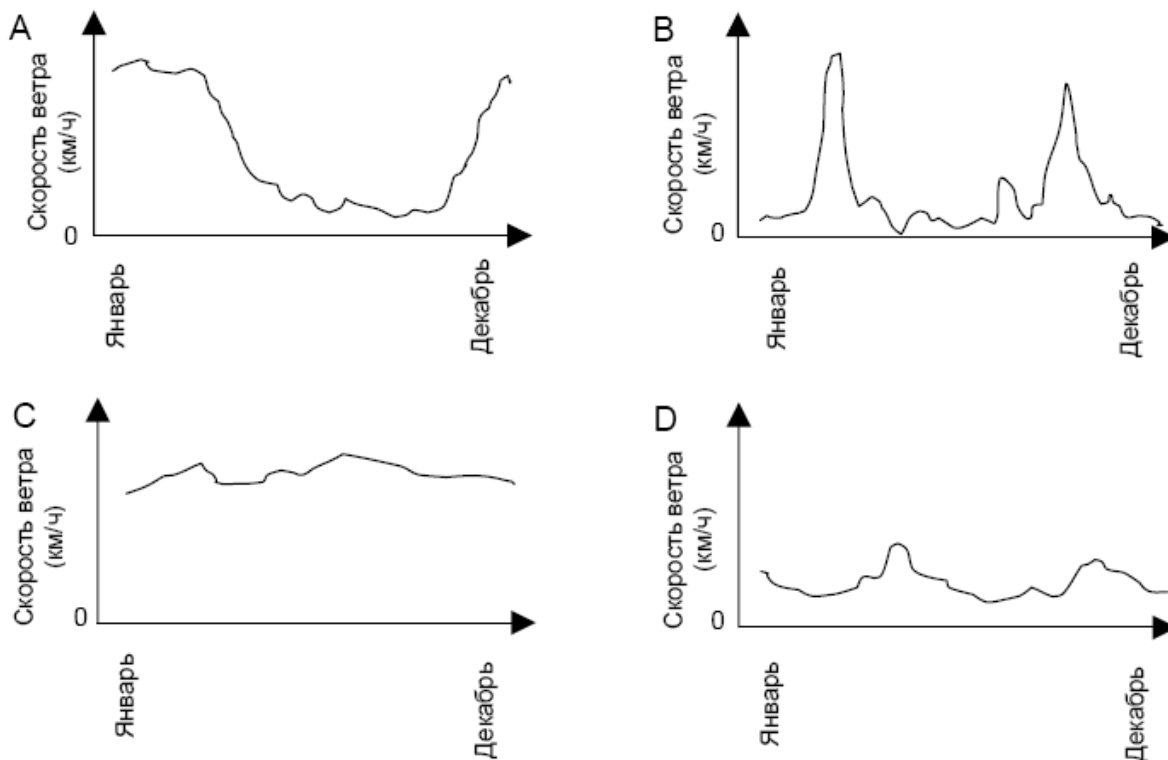 A
Скорость ветра
(км/ч)
0
Январь
Декабрь
B
Скорость ветра
(км/ч)
0
Январь
Декабрь
C
Скорость ветра
(км/ч)
0
Январь
Декабрь
D
Скорость ветра
(км/ч)
0
Январь
Декабрь